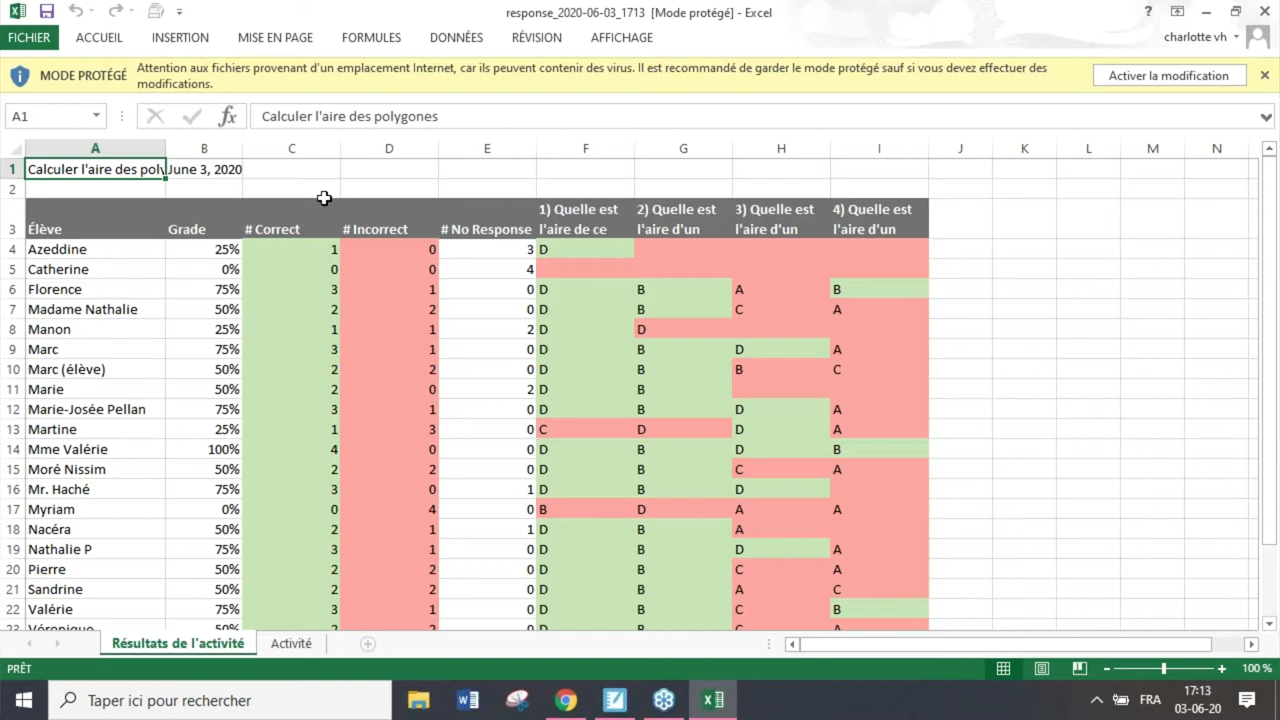 response_2020-06-03_1713 [Mode protégé] - Excel
FICHIER ACCUEIL INSERTION MISE EN PAGE FORMULES DONNÉES RÉVISION AFFICHAGE charlotte vh
MODE PROTÉGÉ Attention aux fichiers provenant d'un emplacement Internet, car ils peuvent contenir des virus. Il est recommandé de garder le mode protégé sauf si vous devez effectuer des
modifications.
Activer la modification
A1 fx Calculer l'aire des polygones
A B C D E F G H I J K L M N
1 Calculer l'aire des poly June 3, 2020
2
3 Élève Grade # Correct # Incorrect # No Response 1) Quelle est l'aire de ce 2) Quelle est l'aire d'un 3) Quelle est l'aire d'un 4) Quelle est l'aire d'un
4 Azeddine 25% 1 0 3 D
5 Catherine 0% 0 0 4
6 Florence 75% 3 1 0 D B A B
7 Madame Nathalie 50% 2 2 0 D B C A
8 Manon 25% 1 1 2 D D
9 Marc 75% 3 1 0 D B D A
10 Marc (élève) 50% 2 2 0 D B B C
11 Marie 50% 2 0 2 D B
12 Marie-Josée Pellan 75% 3 1 0 D B D A
13 Martine 25% 1 3 0 C D D A
14 Mme Valérie 100% 4 0 0 D B D B
15 Moré Nissim 50% 2 2 0 D B C A
16 Mr. Haché 75% 3 0 1 D B D
17 Myriam 0% 0 4 0 B D A A
18 Nacéra 50% 2 1 1 D B A
19 Nathalie P 75% 3 1 0 D B D A
20 Pierre 50% 2 2 0 D B C A
21 Sandrine 50% 2 2 0 D B A C
22 Valérie 75% 3 1 0 D B C B
23 Véronique 50% 2 2 0 D B C A
Résultats de l'activité Activité
PRÊT 100 %
Taper ici pour rechercher FRA 17:13
03-06-20